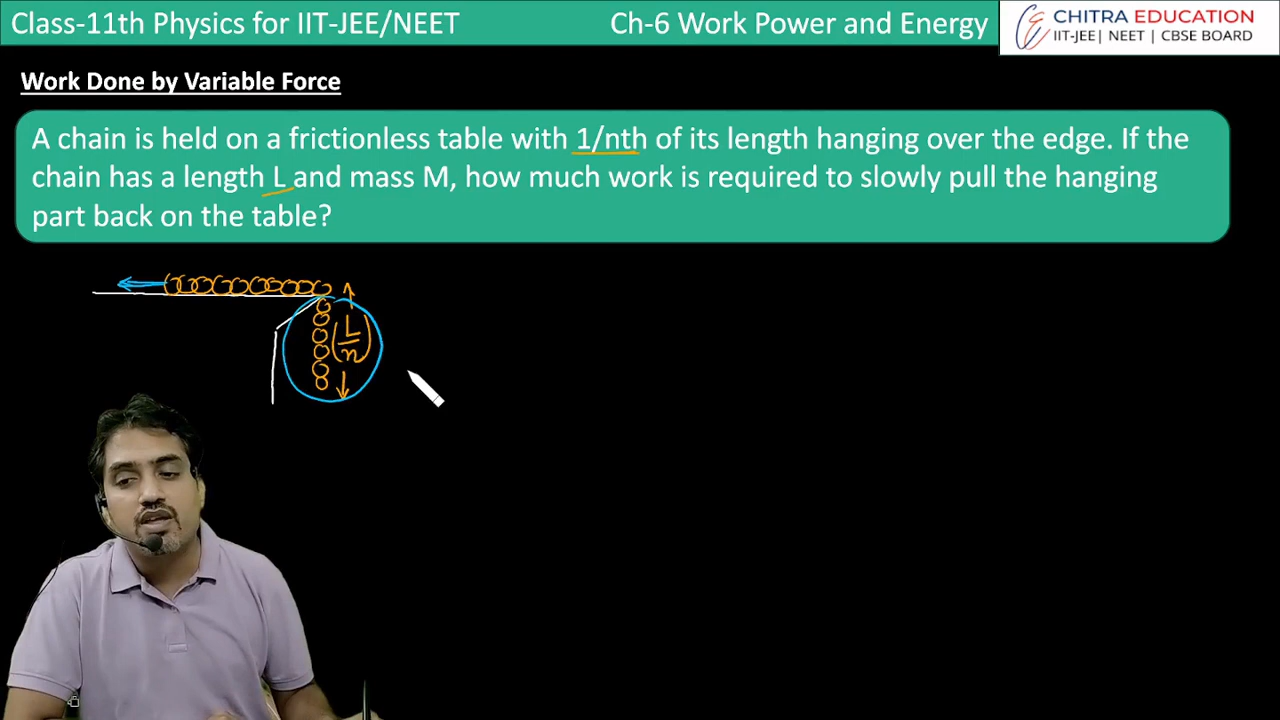 Class-11th Physics for IIT-JEE/NEET
Ch-6 Work Power and Energy
CHITRA EDUCATION
IIT-JEE| NEET | CBSE BOARD
Work Done by Variable Force
A chain is held on a frictionless table with 1/nth of its length hanging over the edge. If the
chain has a length L and mass M, how much work is required to slowly pull the hanging
part back on the table?
(L/n)